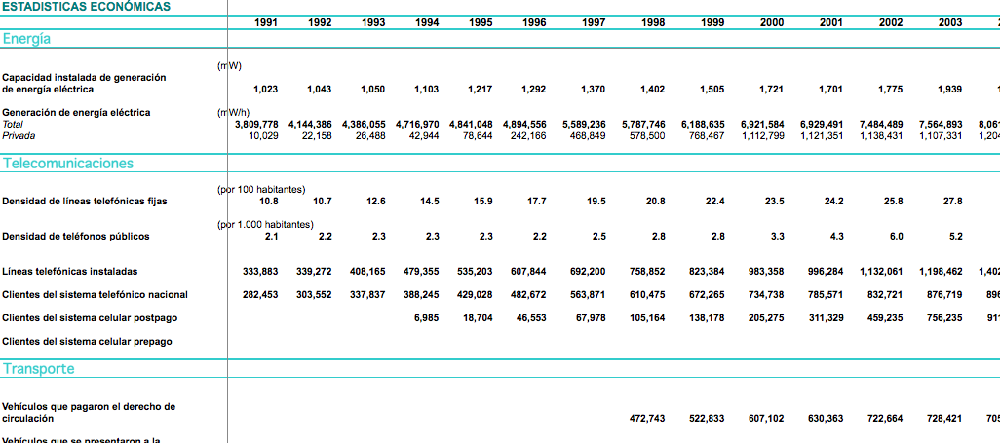 ESTADISTICAS ECONÓMICAS
1991 1992 1993 1994 1995 1996 1997 1998 1999 2000 2001 2002 2003
Energía
(mW)
Capacidad instalada de generación
de energía eléctrica 1,023 1,043 1,050 1,103 1,217 1,292 1,370 1,402 1,505 1,721 1,701 1,775 1,939
Generación de energía eléctrica (mW/h)
Total 3,809,778 4,144,386 4,386,055 4,716,970 4,841,048 4,894,556 5,589,236 5,787,746 6,188,635 6,921,584 6,929,491 7,484,489 7,564,893
Privada 10,029 22,158 26,488 42,944 78,644 242,166 468,849 578,500 768,467 1,112,799 1,121,351 1,138,431 1,107,331
Telecomunicaciones
(por 100 habitantes)
Densidad de líneas telefónicas fijas 10.8 10.7 12.6 14.5 15.9 17.7 19.5 20.8 22.4 23.5 24.2 25.8 27.8
(por 1.000 habitantes)
Densidad de teléfonos públicos 2.1 2.2 2.3 2.3 2.3 2.2 2.5 2.8 2.8 3.3 4.3 6.0 5.2
Líneas telefónicas instaladas 333,883 339,272 408,165 479,355 535,203 607,844 692,200 758,852 823,384 983,358 996,284 1,132,061 1,198,462
Clientes del sistema telefónico nacional 282,453 303,552 337,837 388,245 429,028 482,672 563,871 610,475 672,265 734,738 785,571 832,721 876,719
Clientes del sistema celular postpago 6,985 18,704 46,553 67,978 105,164 138,178 205,275 311,329 459,235 756,235
Clientes del sistema celular prepago
Transporte
Vehículos que pagaron el derecho de
circulación 472,743 522,833 607,102 630,363 722,664 728,421
Vehículos que se presentaron a la